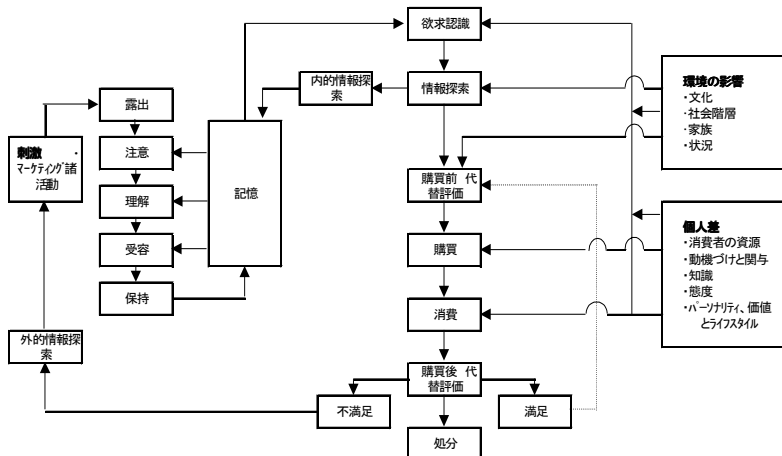 欲求認識
内的情報探
索
情報探索
環境の影響
・文化
・社会階層
・家族
・状況
露出
刺激 ・
マーケティング諸
活動
注意
記憶
理解
購買前 代
替評価
受容
購買
個人差
・消費者の資源
・動機づけと関与
・知識
・態度
・パーソナリティ、価値
とライフスタイル
保持
消費
外的情報探
索
購買後 代
替評価
不満足
満足
処分